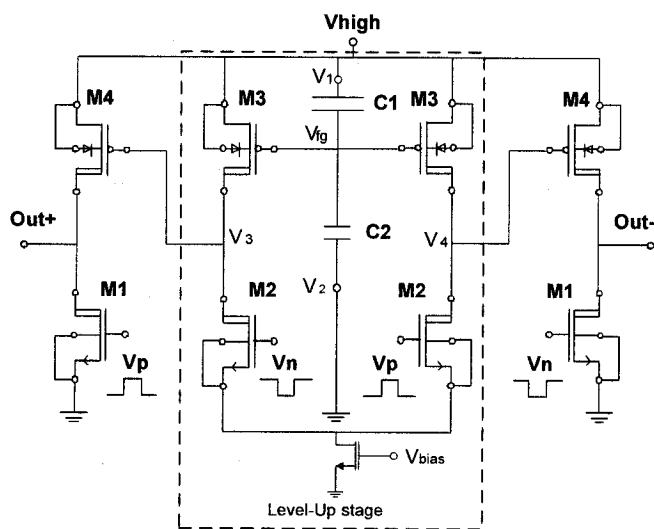 Vhigh
V1
M4
M3
C1
M3
M4
Vfg
Out+
V3
C2
V4
Out-
M1
M2
V2
M2
M1
Vp
Vn
Vp
Vn
Vbias
Level-Up stage